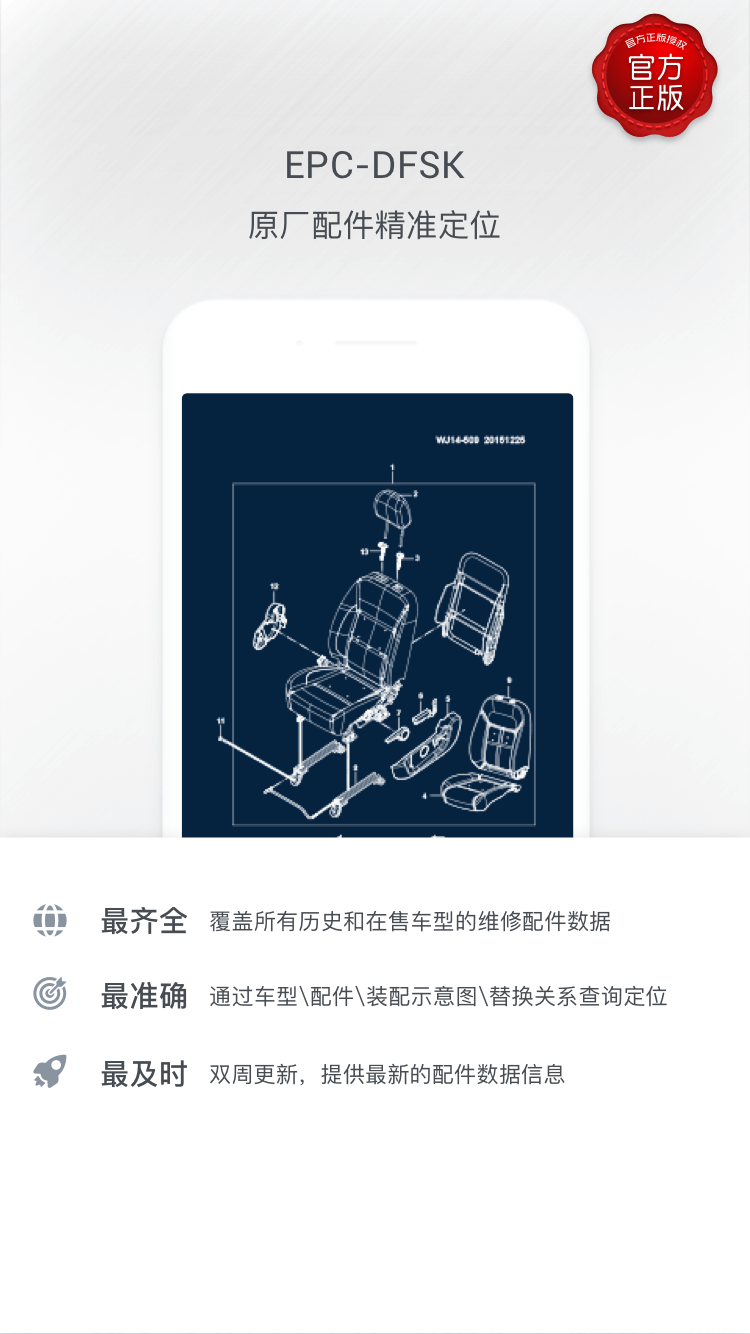 官方正版授权
官方
正版
EPC-DFSK
原厂配件精准定位
WJ14-500 20151225
1
2
13
3
12
9
6
5
7
11
8
4
最齐全 覆盖所有历史和在售车型的维修配件数据
最准确 通过车型\配件\装配示意图\替换关系查询定位
最及时 双周更新，提供最新的配件数据信息